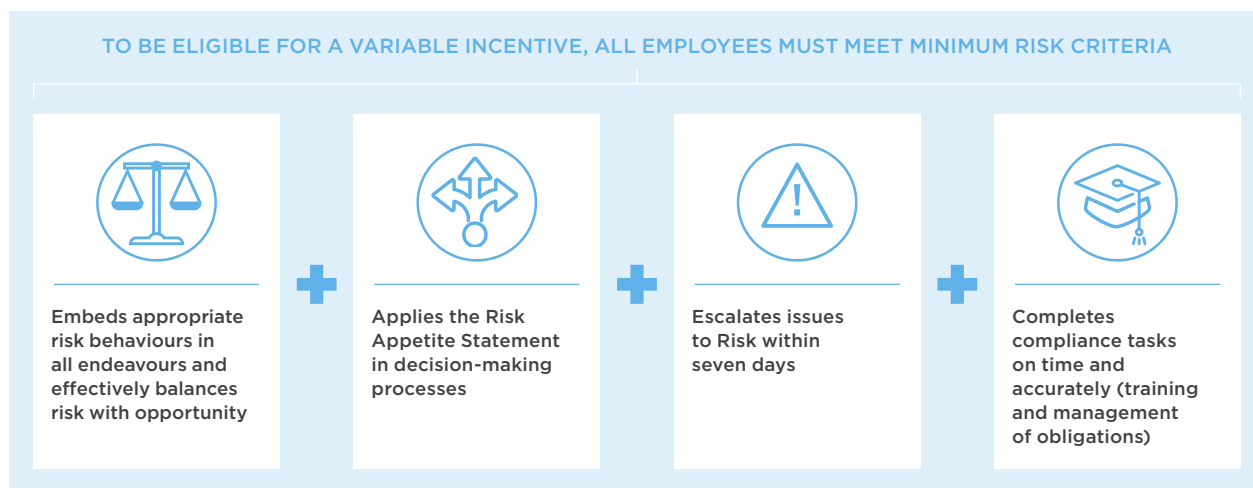 TO BE ELIGIBLE FOR A VARIABLE INCENTIVE, ALL EMPLOYEES MUST MEET MINIMUM RISK CRITERIA
Embeds appropriate
risk behaviours in
all endeavours and
effectively balances
risk with opportunity
Applies the Risk
Appetite Statement
in decision-making
processes
Escalates issues
to Risk within
seven days
Completes
compliance tasks
on time and
accurately (training
and management
of obligations)